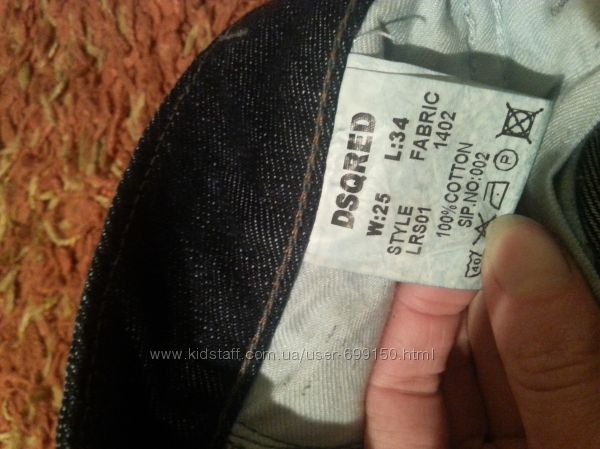 DSQRED
W:25 L:34
STYLE FABRIC
LRS01 1402
100%COTTON
SIP.NO:002
40 P
www.kidstaff.com.ua/user-699150.html